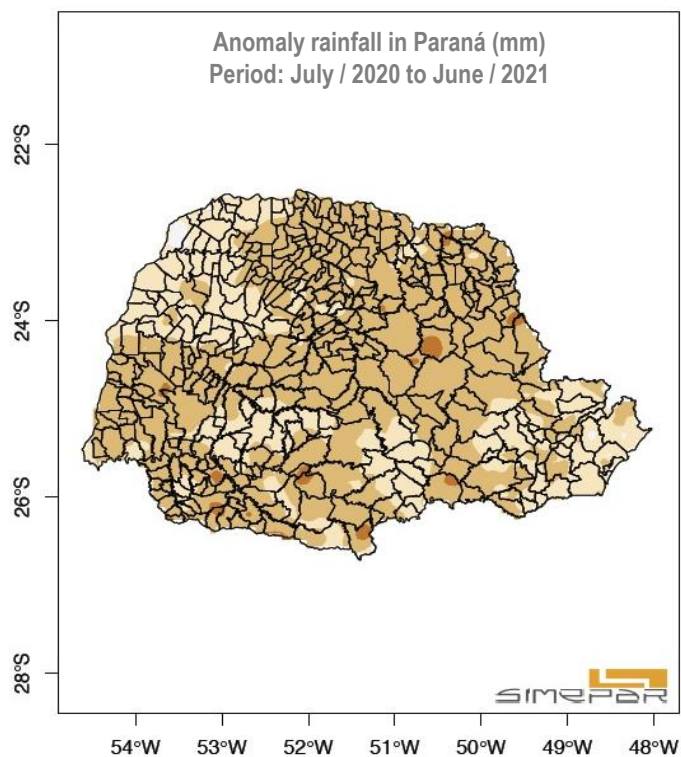 Anomaly rainfall in Paraná (mm)
Period: July / 2020 to June / 2021
22°S
24°S
26°S
28°S
SIMEPAR
54°W 53°W 52°W 51°W 50°W 49°W 48°W